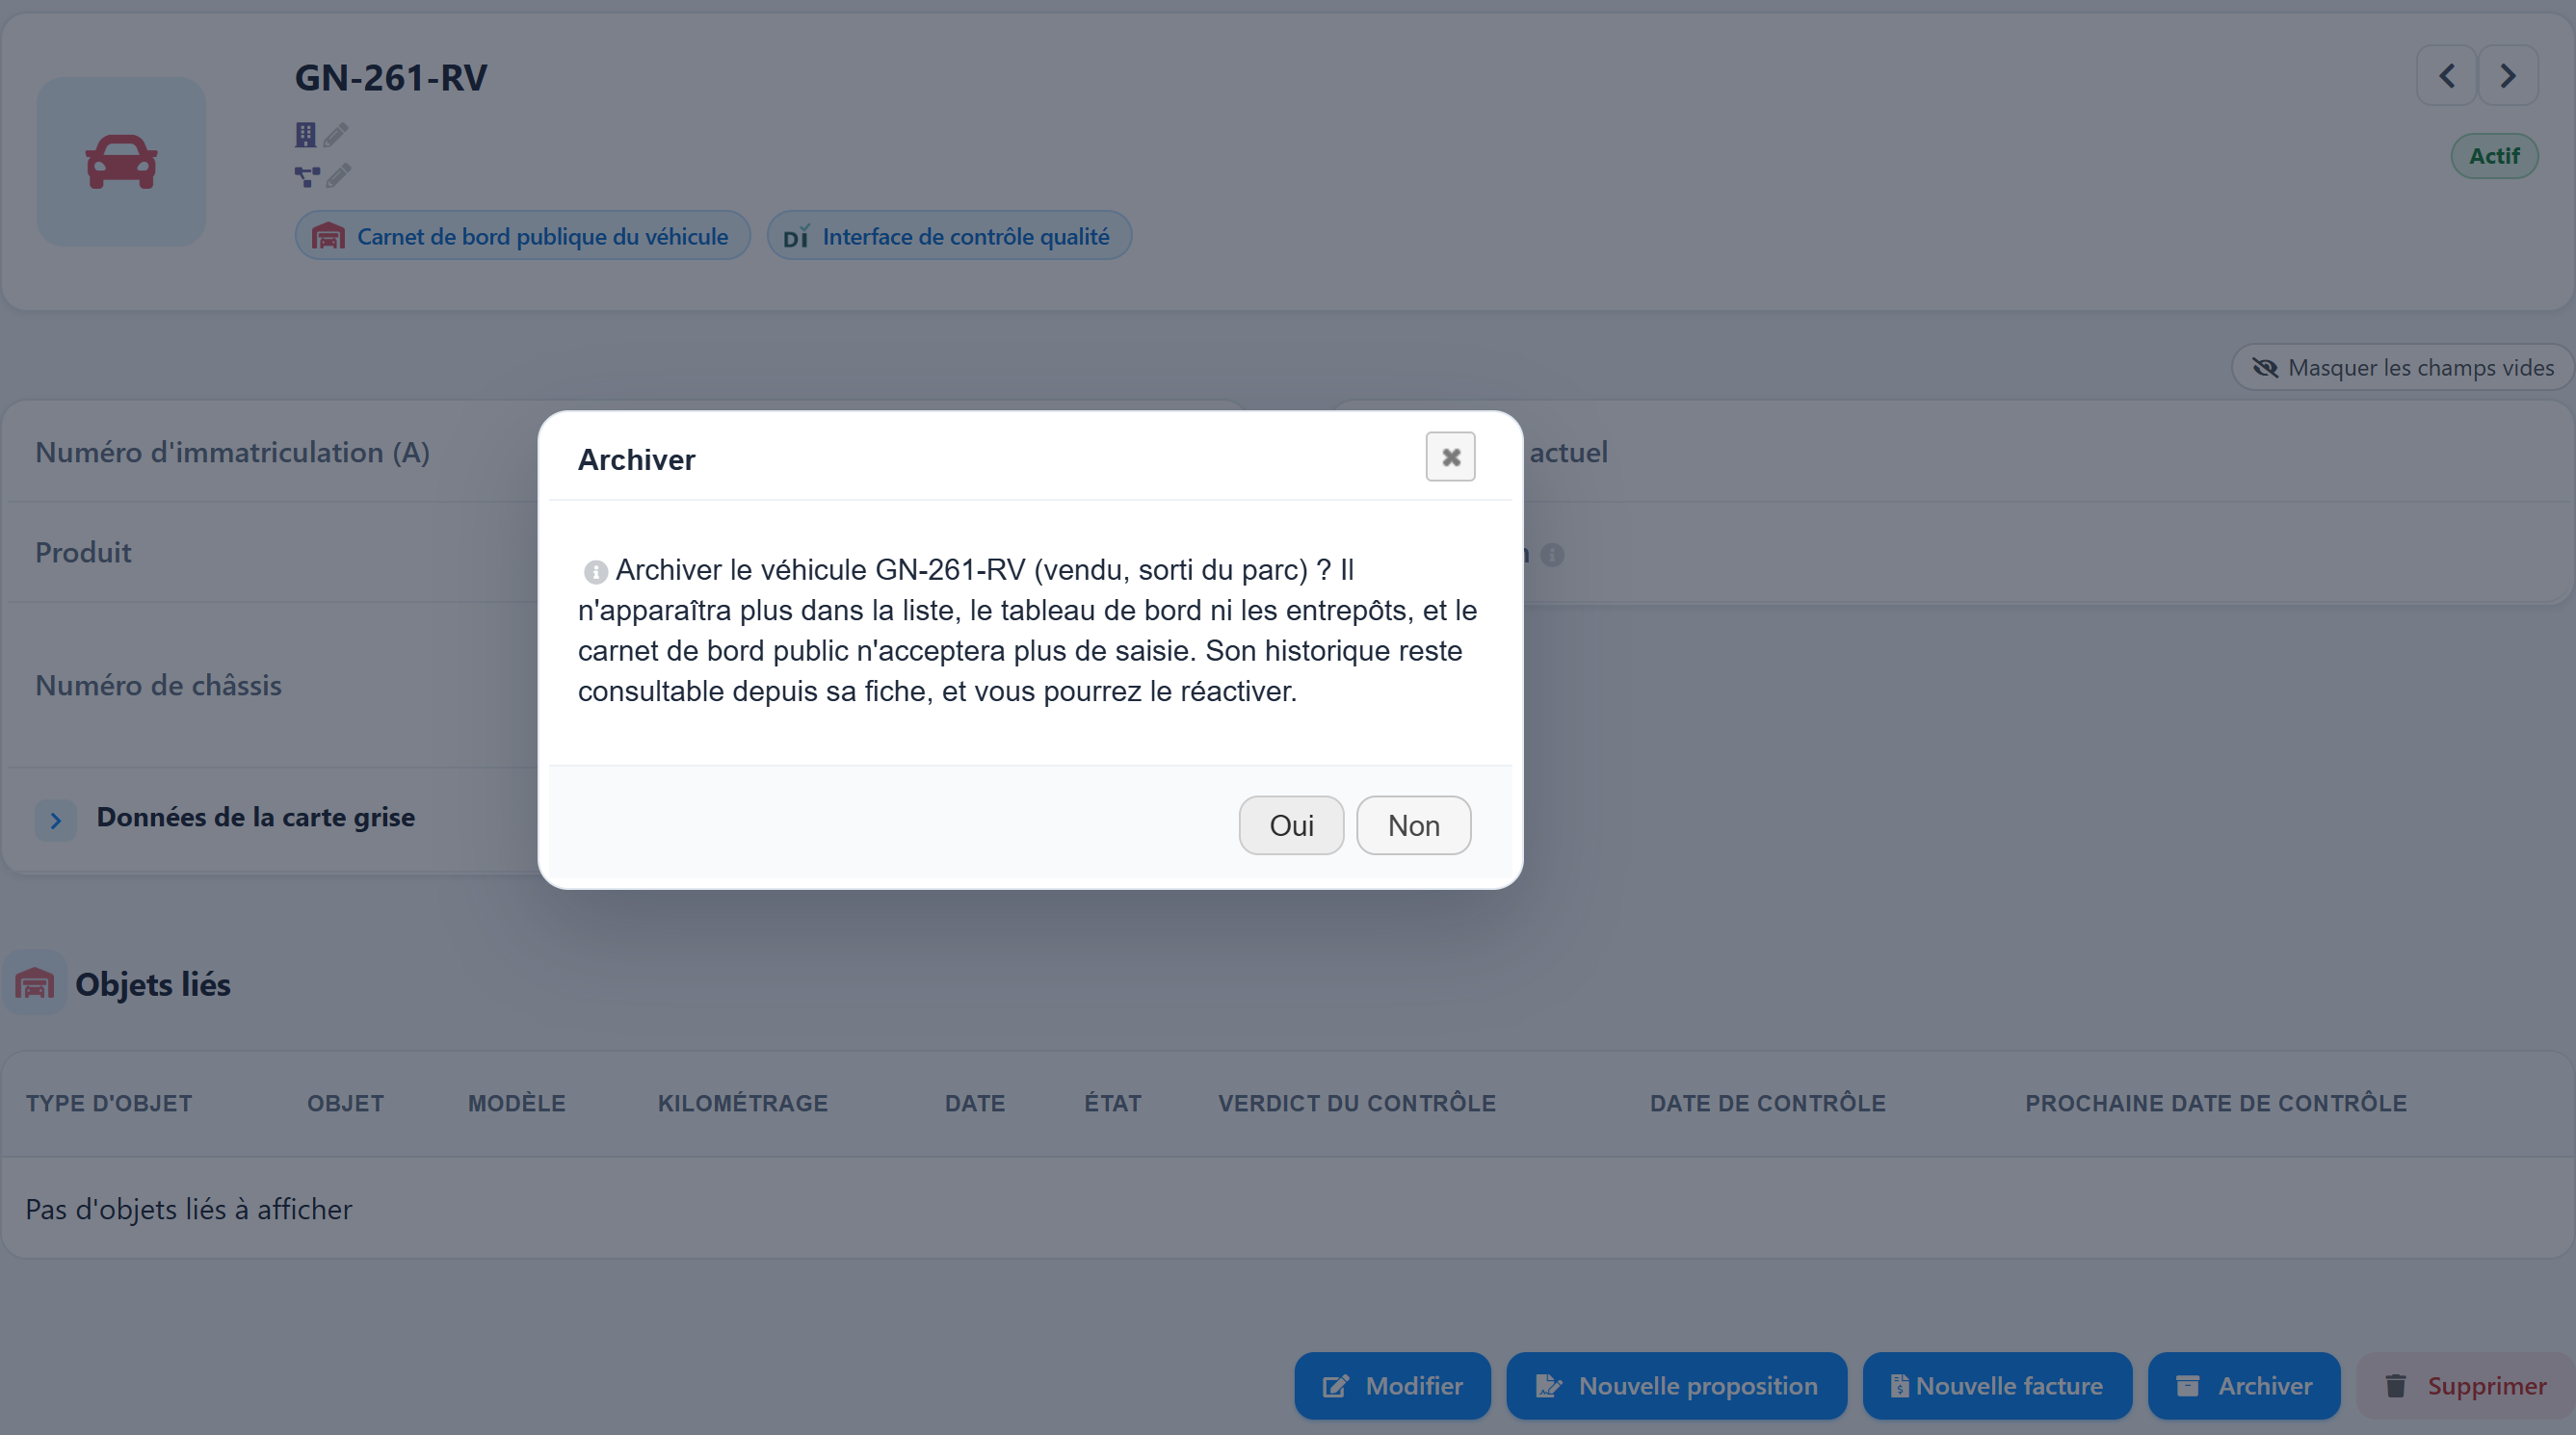 GN-261-RV
Actif
Carnet de bord publique du véhicule
Interface de contrôle qualité
Masquer les champs vides
Numéro d'immatriculation (A)
actuel
Produit
Numéro de châssis
Données de la carte grise
Archiver
Archiver le véhicule GN-261-RV (vendu, sorti du parc) ? Il
n'apparaîtra plus dans la liste, le tableau de bord ni les entrepôts, et le
carnet de bord public n'acceptera plus de saisie. Son historique reste
consultable depuis sa fiche, et vous pourrez le réactiver.
Oui
Non
Objets liés
TYPE D'OBJET OBJET MODÈLE KILOMÉTRAGE DATE ÉTAT VERDICT DU CONTRÔLE DATE DE CONTRÔLE PROCHAINE DATE DE CONTRÔLE
Pas d'objets liés à afficher
Modifier Nouvelle proposition Nouvelle facture Archiver Supprimer